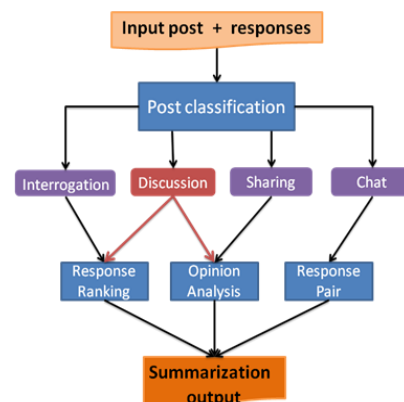 Input post + responses
Post classification
Interrogation
Discussion
Sharing
Chat
Response
Ranking
Opinion
Analysis
Response
Pair
Summarization
output